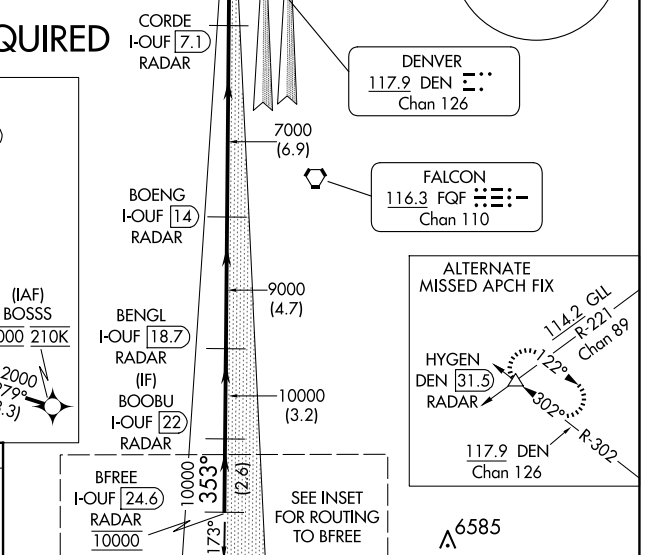 QUIRED
CORDE
I-OUF 7.1
RADAR
DENVER
117.9 DEN
Chan 126
7000
(6.9)
FALCON
116.3 FQF
Chan 110
BOENG
I-OUF 14
RADAR
9000
(4.7)
BENGL
I-OUF 18.7
RADAR
(IF)
BOOBU
I-OUF 22
RADAR
10000
(3.2)
(IAF)
BOSSS
000 210K
2000
079°
.3)
BFREE
I-OUF 24.6
RADAR
10000
10000
353°
(2.6)
173°
SEE INSET
FOR ROUTING
TO BFREE
ALTERNATE
MISSED APCH FIX
114.2 GLL
R-221
Chan 89
HYGEN
DEN 31.5
RADAR
122°
302°
R-302
117.9 DEN
Chan 126
6585